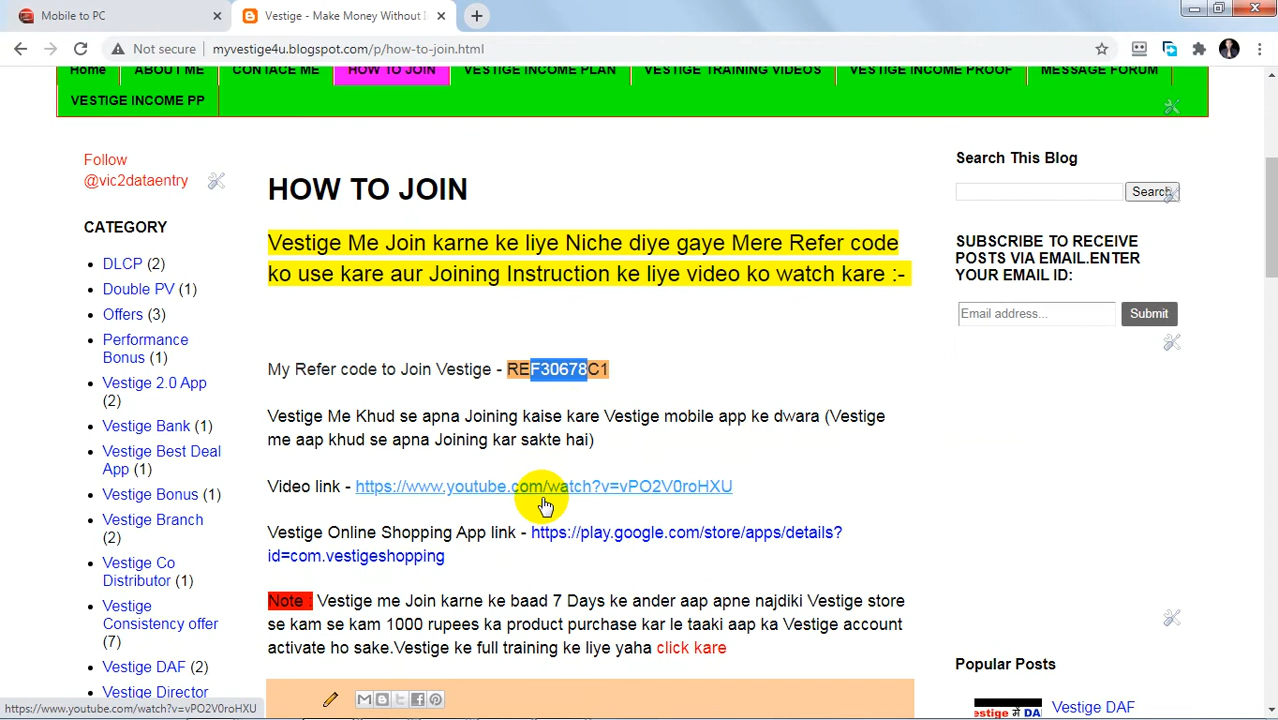 Mobile to PC
Vestige - Make Money Without I
Not secure
myvestige4u.blogspot.com/p/how-to-join.html
Home
ABOUT ME
CONTACE ME
HOW TO JOIN
VESTIGE INCOME PLAN
VESTIGE TRAINING VIDEOS
VESTIGE INCOME PROOF
MESSAGE FORUM
VESTIGE INCOME PP
Follow
@vic2dataentry
CATEGORY
DLCP (2)
Double PV (1)
Offers (3)
Performance
Bonus (1)
Vestige 2.0 App
(2)
Vestige Bank (1)
Vestige Best Deal
App (1)
Vestige Bonus (1)
Vestige Branch
(2)
Vestige Co
Distributor (1)
Vestige
Consistency offer
(7)
Vestige DAF (2)
Vestige Director
HOW TO JOIN
Vestige Me Join karne ke liye Niche diye gaye Mere Refer code
ko use kare aur Joining Instruction ke liye video ko watch kare :-
My Refer code to Join Vestige - REF30678C1
Vestige Me Khud se apna Joining kaise kare Vestige mobile app ke dwara (Vestige
me aap khud se apna Joining kar sakte hai)
Video link - https://www.youtube.com/watch?v=vPO2V0roHXU
Vestige Online Shopping App link - https://play.google.com/store/apps/details?
id=com.vestigeshopping
Note : Vestige me Join karne ke baad 7 Days ke ander aap apne najdiki Vestige store
se kam se kam 1000 rupees ka product purchase kar le taaki aap ka Vestige account
activate ho sake.Vestige ke full training ke liye yaha click kare
Search This Blog
Search
SUBSCRIBE TO RECEIVE
POSTS VIA EMAIL.ENTER
YOUR EMAIL ID:
Email address...
Submit
Popular Posts
Vestige में DA
Vestige DAF
https://www.youtube.com/watch?v=vPO2V0roHXU